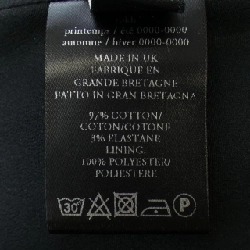 printemps / été 0000-0000
automne / hiver 0000-0000
MADE IN UK
FABRIQUE EN
GRANDE BRETAGNE
FATTO IN GRAN BRETAGNA
97% COTTON/
COTON/COTONE
3% ELASTANE
LINING:
100% POLYESTER/
POLIESTERE
30
P